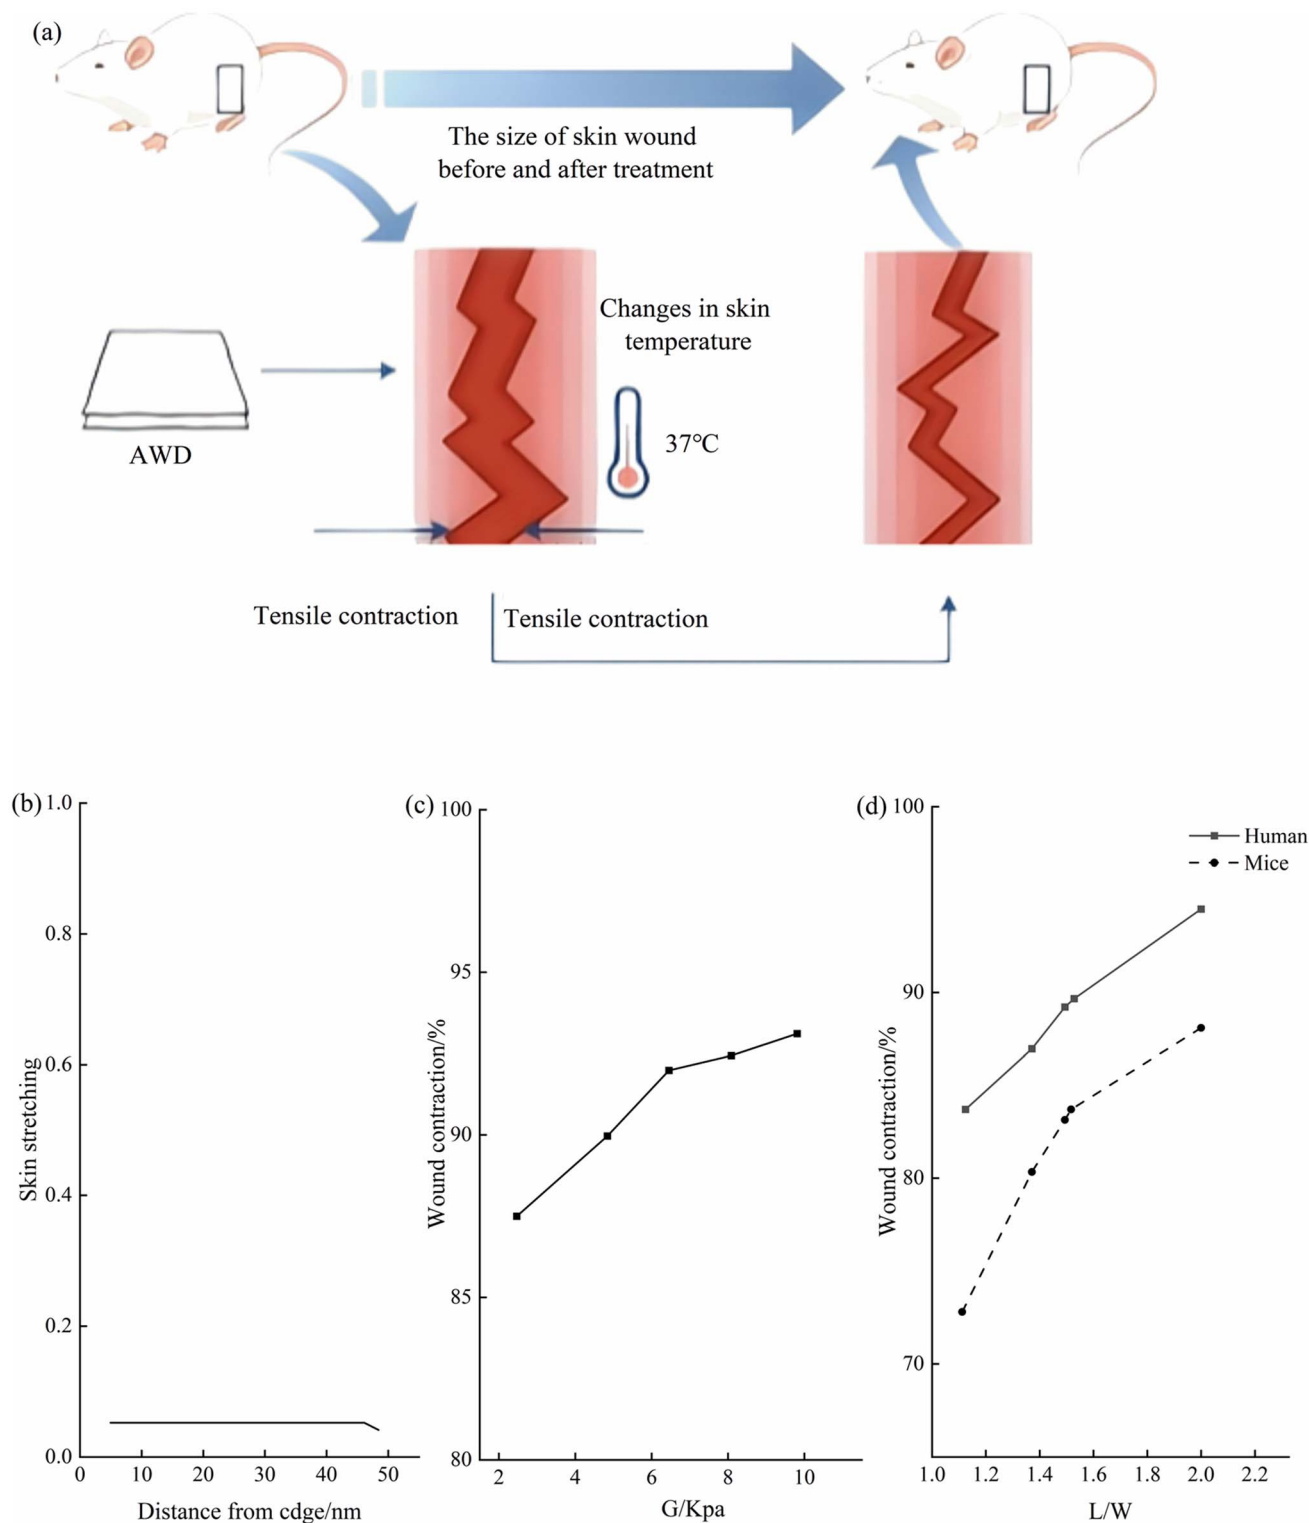 (a)
The size of skin wound
before and after treatment
Changes in skin
temperature
37℃
AWD
Tensile contraction
Tensile contraction
(b)
1.0
0.8
0.6
0.4
0.2
0.0
Skin stretching
0 10 20 30 40 50
Distance from cdge/nm
(c)
100
95
90
85
80
Wound contraction/%
2 4 6 8 10
G/Kpa
(d)
100
90
80
70
Wound contraction/%
Human
Mice
1.0 1.2 1.4 1.6 1.8 2.0 2.2
L/W